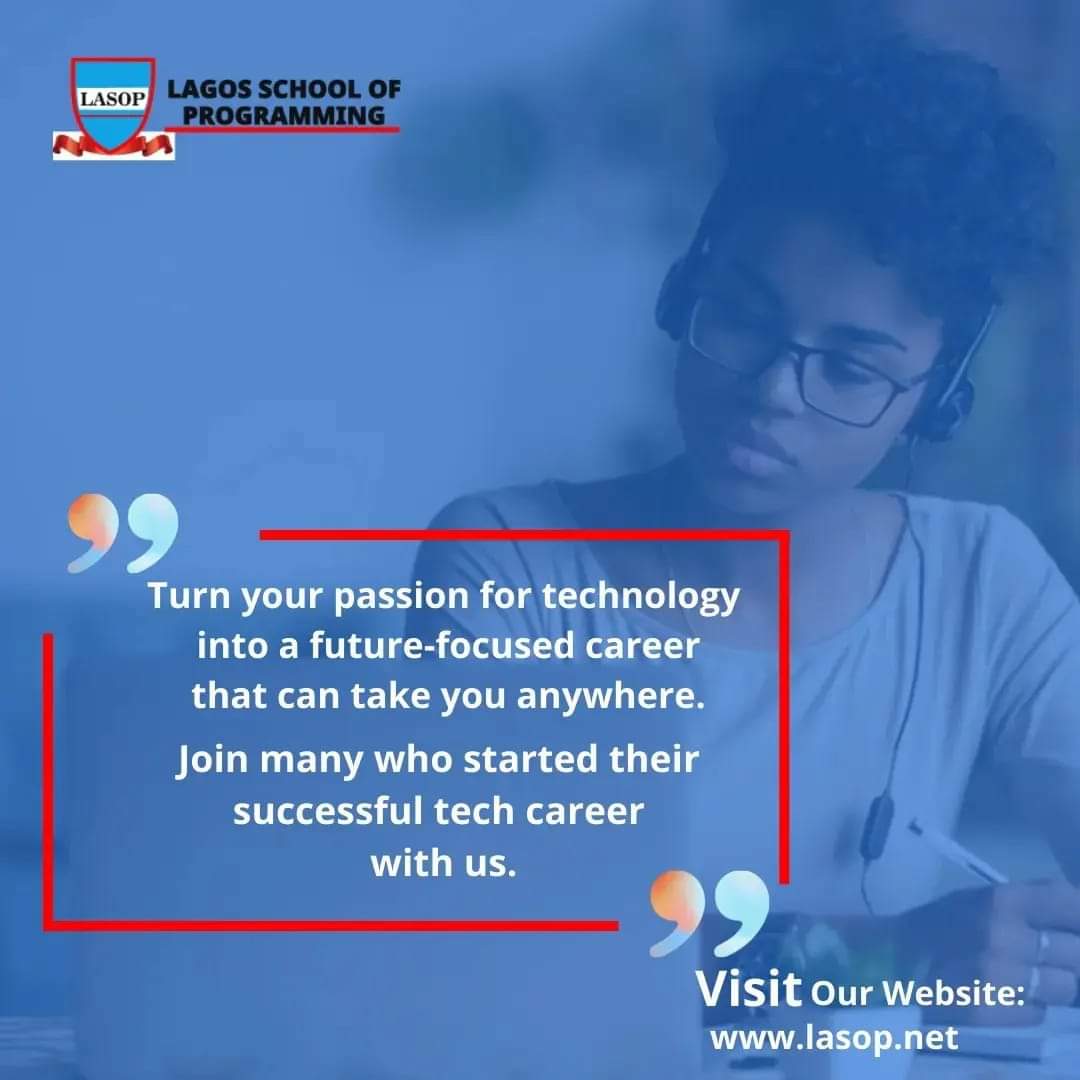 LASOP
LAGOS SCHOOL OF
PROGRAMMING
Turn your passion for technology
into a future-focused career
that can take you anywhere.
Join many who started their
successful tech career
with us.
Visit Our Website:
www.lasop.net